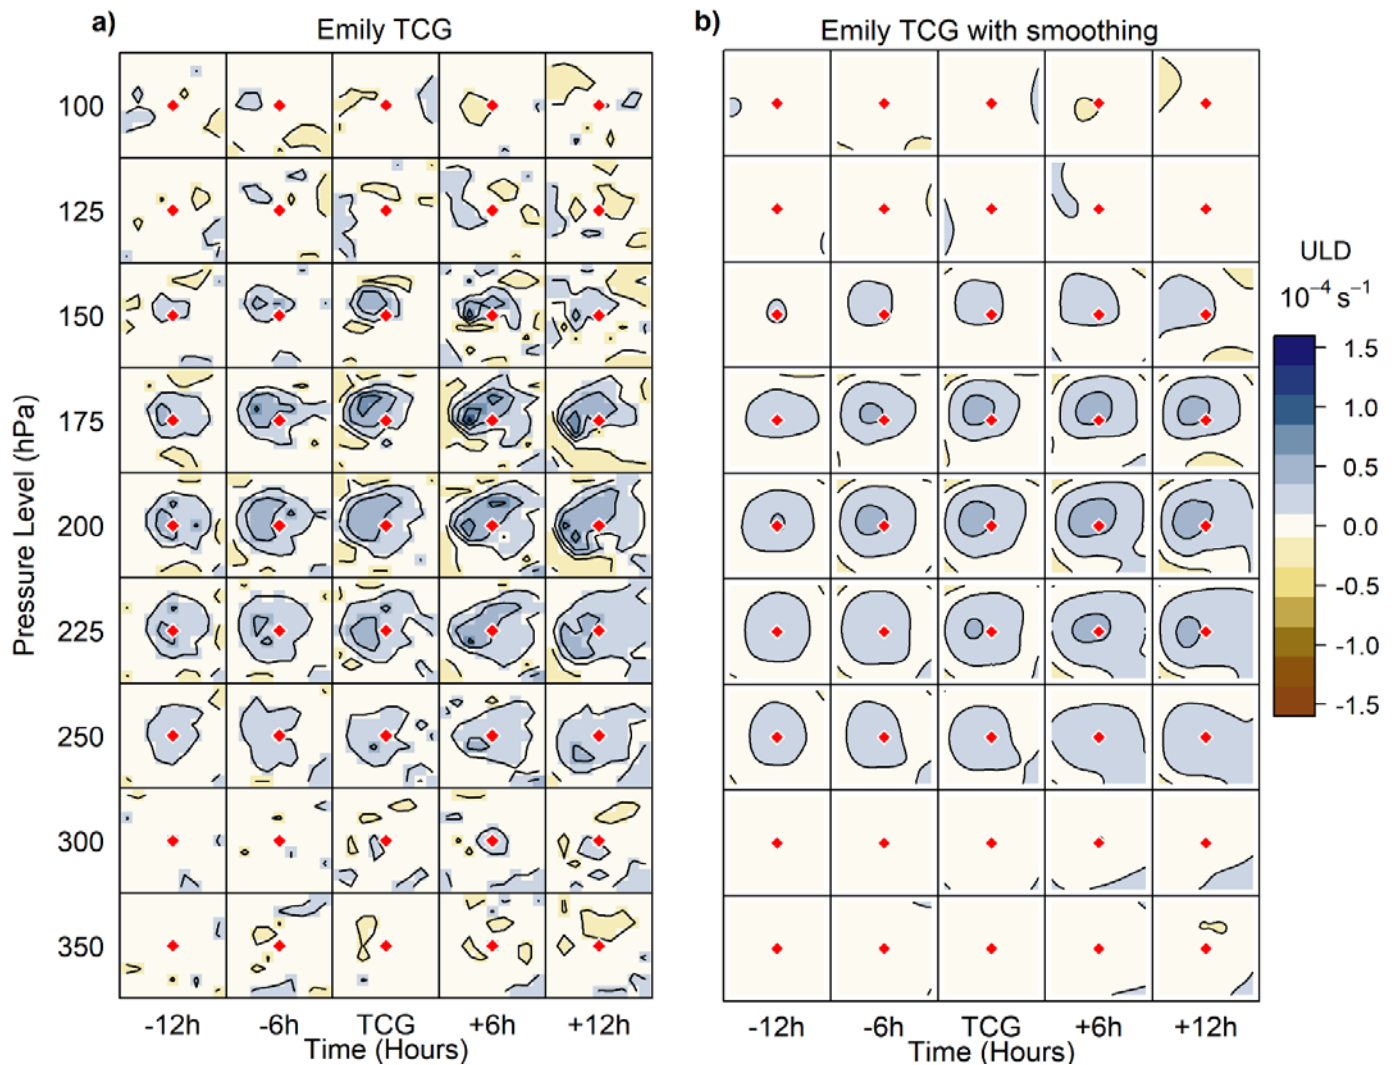 a)
Emily TCG
b)
Emily TCG with smoothing
Pressure Level (hPa)
100
125
150
175
200
225
250
300
350
-12h
-6h
TCG
+6h
+12h
Time (Hours)
-12h
-6h
TCG
+6h
+12h
Time (Hours)
ULD
10⁻⁴ s⁻¹
1.5
1.0
0.5
0.0
-0.5
-1.0
-1.5